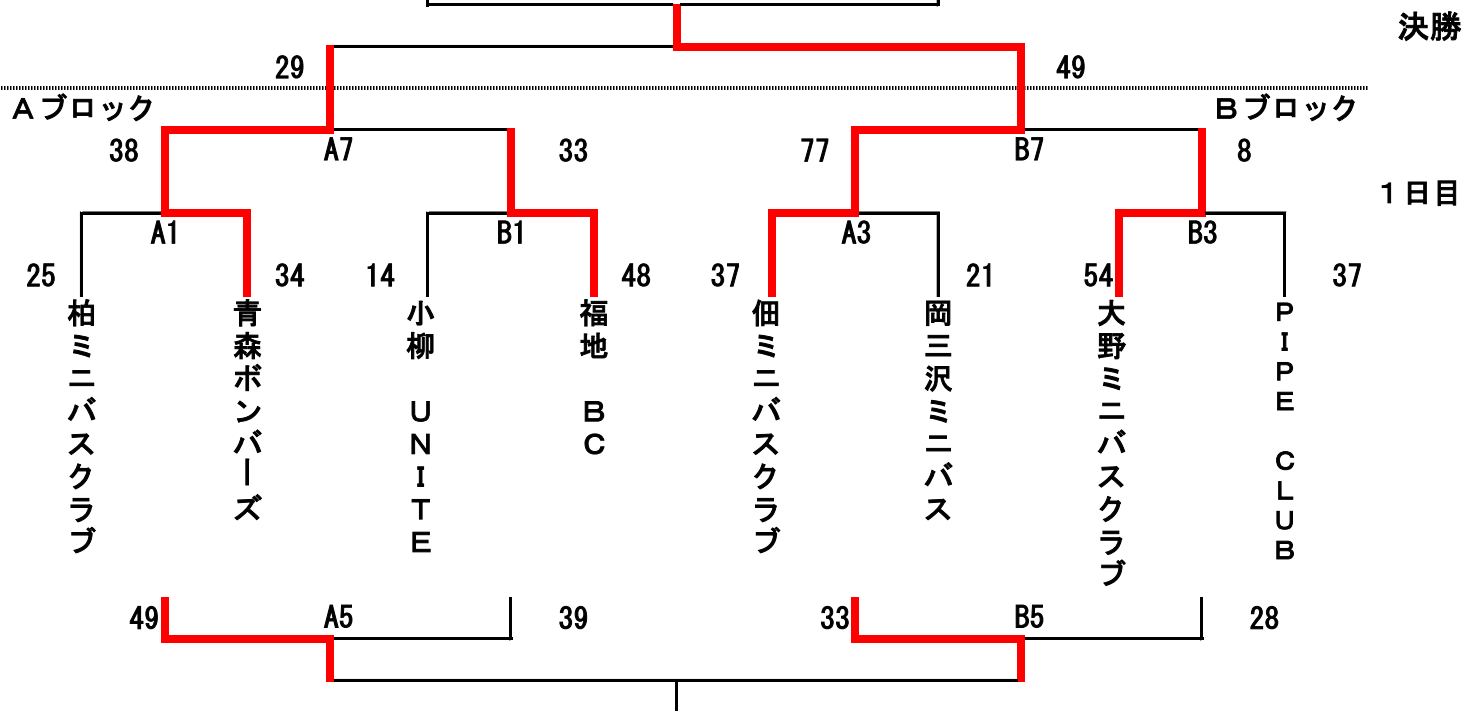 決勝
29
49
Aブロック
Bブロック
38
A7
33
77
B7
8
1日目
A1
B1
A3
B3
25
34
14
48
37
21
54
37
柏ミニバスクラブ
青森ボンバーズ
小柳 UNITE
福地 BC
佃ミニバスクラブ
岡三沢ミニバス
大野ミニバスクラブ
PIPE CLUB
49
A5
39
33
B5
28